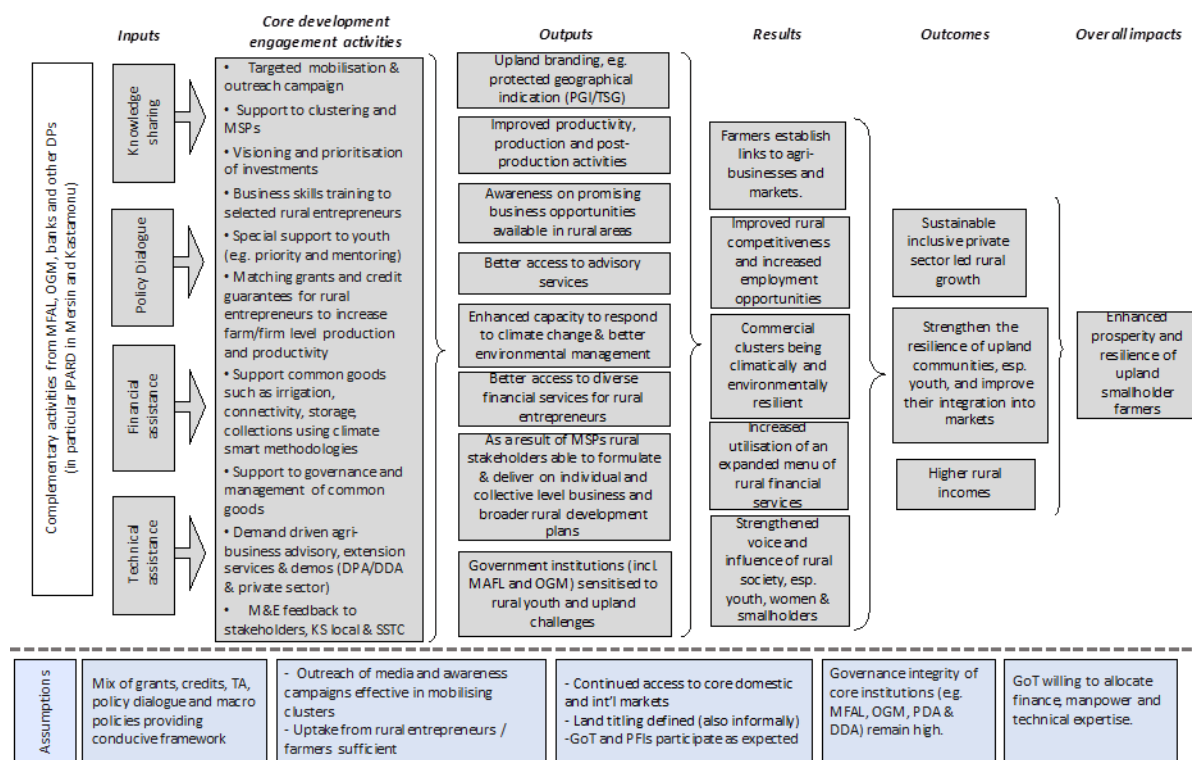 Inputs
Core development
engagement activities
Outputs
Results
Outcomes
Overall impacts
Complementary activities from MFAL, OGM, banks and other DPs
(in particular IPARD in Mersin and Kastamonu)
Knowledge
sharing
Policy Dialogue
Financial
assistance
Technical
assistance
• Targeted mobilisation &
outreach campaign
• Support to clustering and
MSPs
• Visioning and prioritisation
of investments
• Business skills training to
selected rural entrepreneurs
• Special support to youth
(e.g. priority and mentoring)
• Matching grants and credit
guarantees for rural
entrepreneurs to increase
farm/firm level production
and productivity
• Support common goods
such as irrigation,
connectivity, storage,
collections using climate
smart methodologies
• Support to governance and
management of common
goods
• Demand driven agri-
business advisory, extension
services & demos (DPA/DDA
& private sector)
• M&E feedback to
stakeholders, KS local & SSTC
Upland branding, e.g.
protected geographical
indication (PGI/TSG)
Improved productivity,
production and post-
production activities
Awareness on promising
business opportunities
available in rural areas
Better access to advisory
services
Enhanced capacity to respond
to climate change & better
environmental management
Better access to diverse
financial services for rural
entrepreneurs
As a result of MSPs rural
stakeholders able to formulate
& deliver on individual and
collective level business and
broader rural development
plans
Government institutions (incl.
MAFL and OGM) sensitised to
rural youth and upland
challenges
Farmers establish
links to agri-
businesses and
markets.
Improved rural
competitiveness
and increased
employment
opportunities
Commercial
clusters being
climatically and
environmentally
resilient
Increased
utilisation of an
expanded menu of
rural financial
services
Strengthened
voice and
influence of rural
society, esp.
youth, women &
smallholders
Sustainable
inclusive private
sector led rural
growth
Strengthen the
resilience of upland
communities, esp.
youth, and improve
their integration into
markets
Higher rural
incomes
Enhanced
prosperity and
resilience of
upland
smallholder
farmers
Assumptions
Mix of grants, credits, TA,
policy dialogue and macro
policies providing
conducive framework
- Outreach of media and awareness
campaigns effective in mobilising
clusters
- Uptake from rural entrepreneurs /
farmers sufficient
- Continued access to core domestic
and int'l markets
- Land titling defined (also informally)
-GoT and PFIs participate as expected
Governance integrity of
core institutions (e.g.
MFAL, OGM, PDA &
DDA) remain high.
GoT willing to allocate
finance, manpower and
technical expertise.